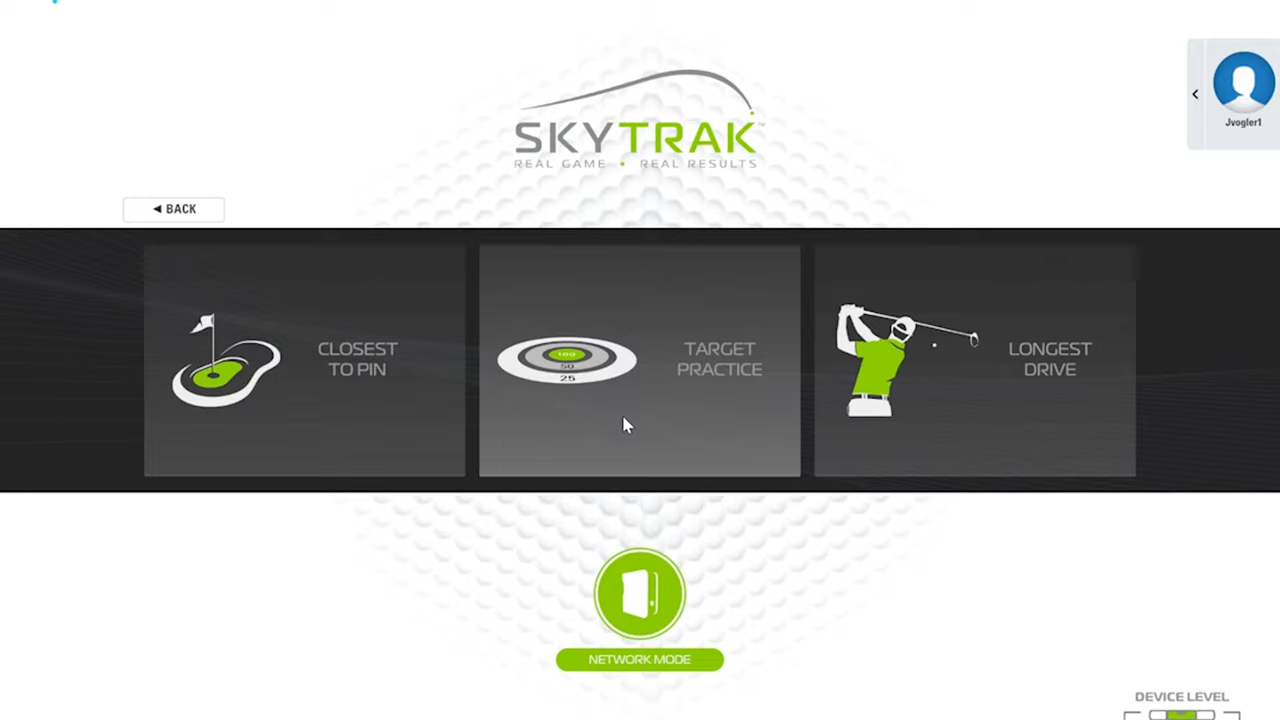 SKYTRAK™
REAL GAME • REAL RESULTS
Jvogler1
◄ BACK
CLOSEST
TO PIN
100
50
25
TARGET
PRACTICE
LONGEST
DRIVE
NETWORK MODE
DEVICE LEVEL